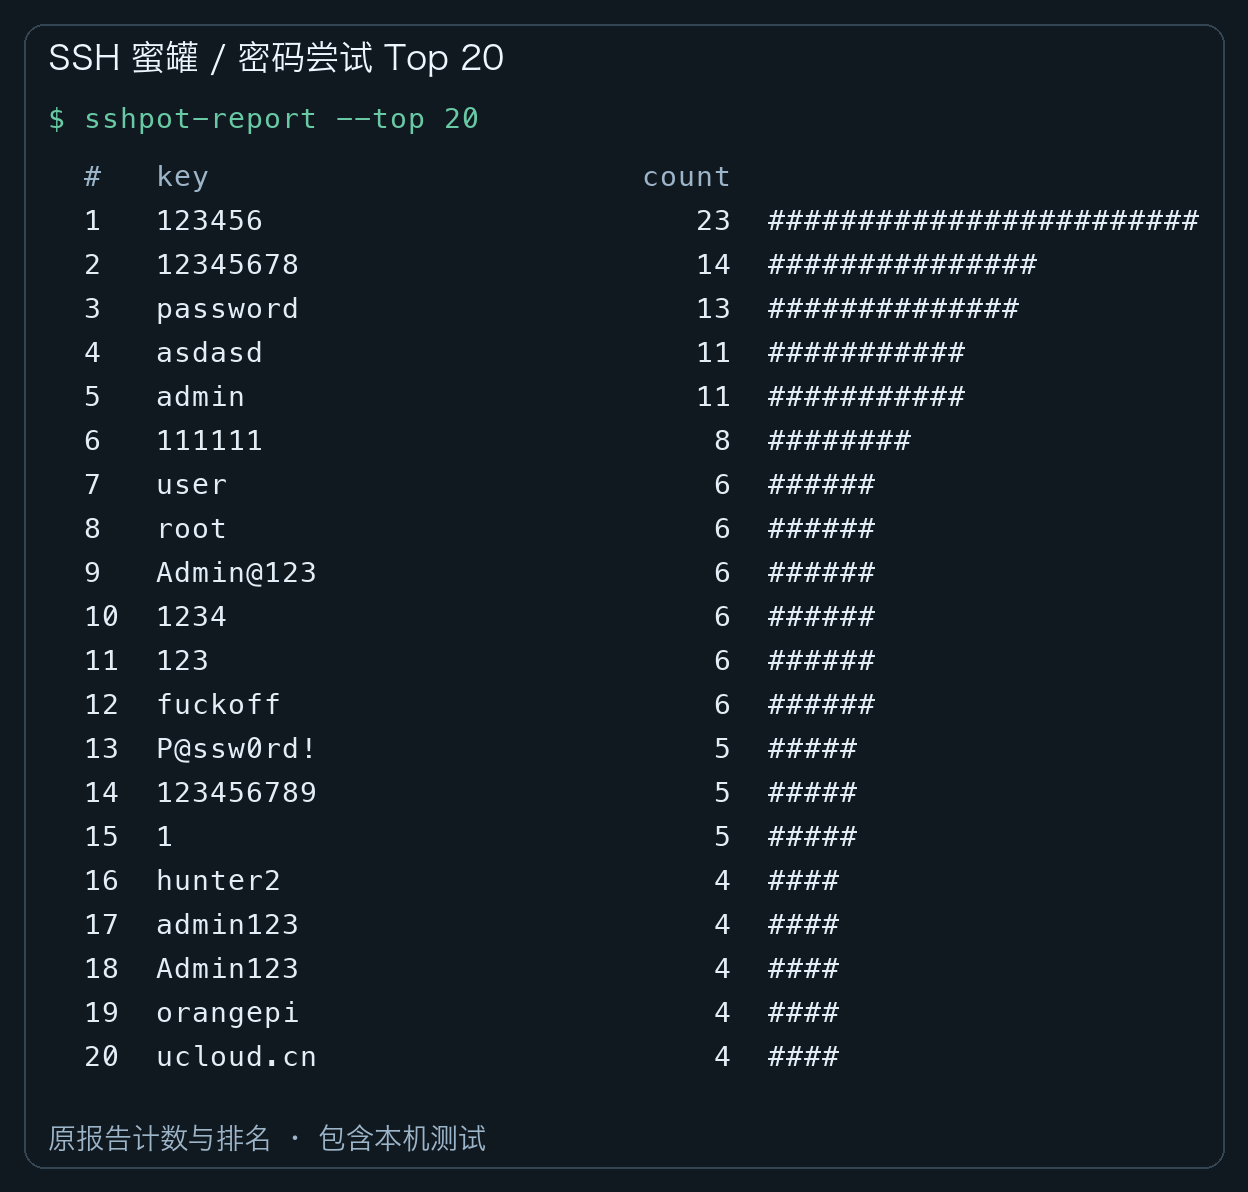 SSH 蜜罐 / 密码尝试 Top 20
$ sshpot-report --top 20
# key count
1 123456 23 ########################
2 12345678 14 ###############
3 password 13 ##############
4 asdasd 11 ###########
5 admin 11 ###########
6 111111 8 ########
7 user 6 ######
8 root 6 ######
9 Admin@123 6 ######
10 1234 6 ######
11 123 6 ######
12 fuckoff 6 ######
13 P@ssw0rd! 5 #####
14 123456789 5 #####
15 1 5 #####
16 hunter2 4 ####
17 admin123 4 ####
18 Admin123 4 ####
19 orangepi 4 ####
20 ucloud.cn 4 ####
原报告计数与排名 · 包含本机测试